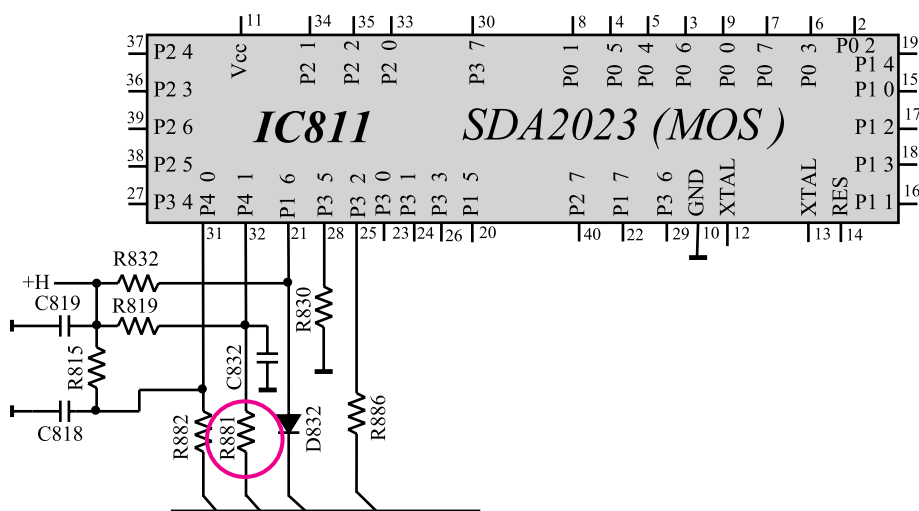 11 34 35 33 30 8 4 5 3 9 7 6 2
37 P2 4 Vcc P2 1 P2 2 P2 0 P3 7 P0 1 P0 5 P0 4 P0 6 P0 0 P0 7 P0 3 P0 2 19
P1 4
36 P2 3 P1 0 15
39 P2 6 IC811 SDA2023 (MOS ) P1 2 17
38 P2 5 P1 3 18
27 P3 4 P4 0 P4 1 P1 6 P3 5 P3 2 P3 0 P3 1 P3 3 P1 5 P2 7 P1 7 P3 6 GND XTAL XTAL RES P1 1 16
31 32 21 28 25 23 24 26 20 40 22 29 10 12 13 14
R832
+H
C819 R819 R830
R815 C832
C818 R882 R881 D832 R886